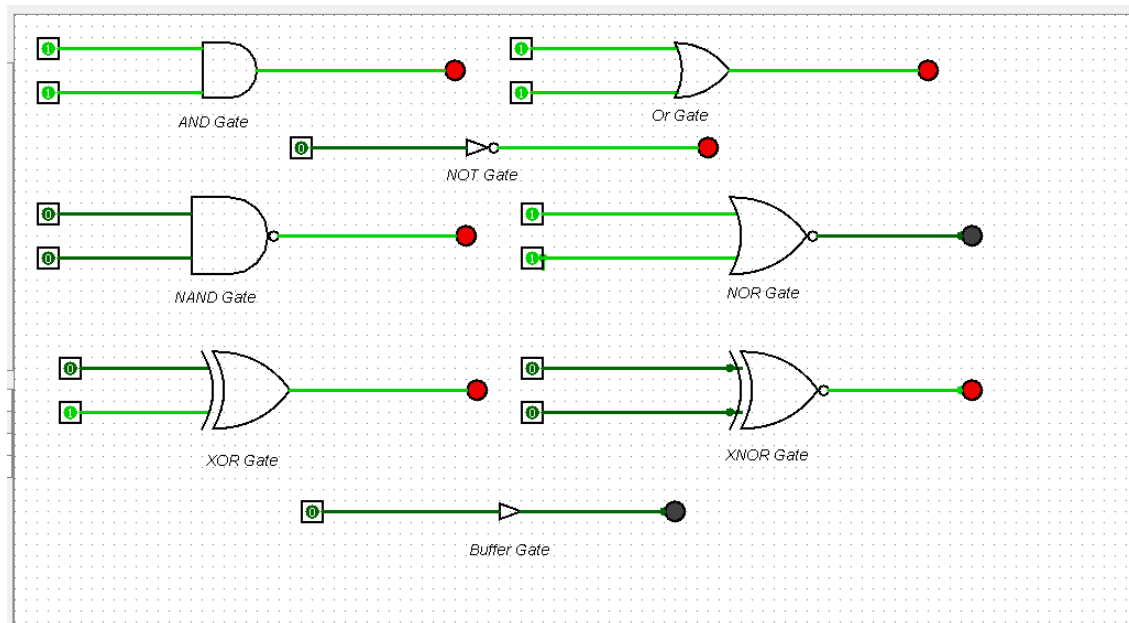 1
1
AND Gate
1
1
Or Gate
0
NOT Gate
0
0
NAND Gate
1
1
NOR Gate
0
1
XOR Gate
0
0
XNOR Gate
0
Buffer Gate